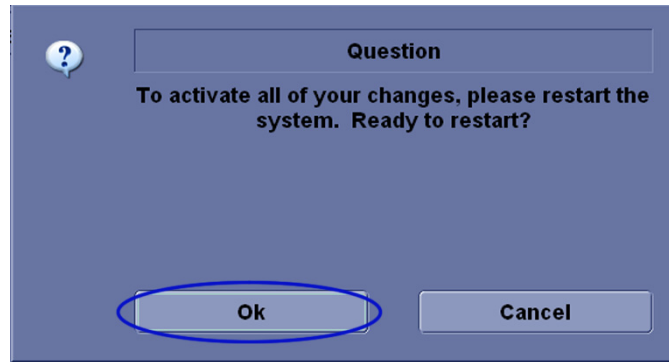 Question
To activate all of your changes, please restart the
system.  Ready to restart?
Ok
Cancel